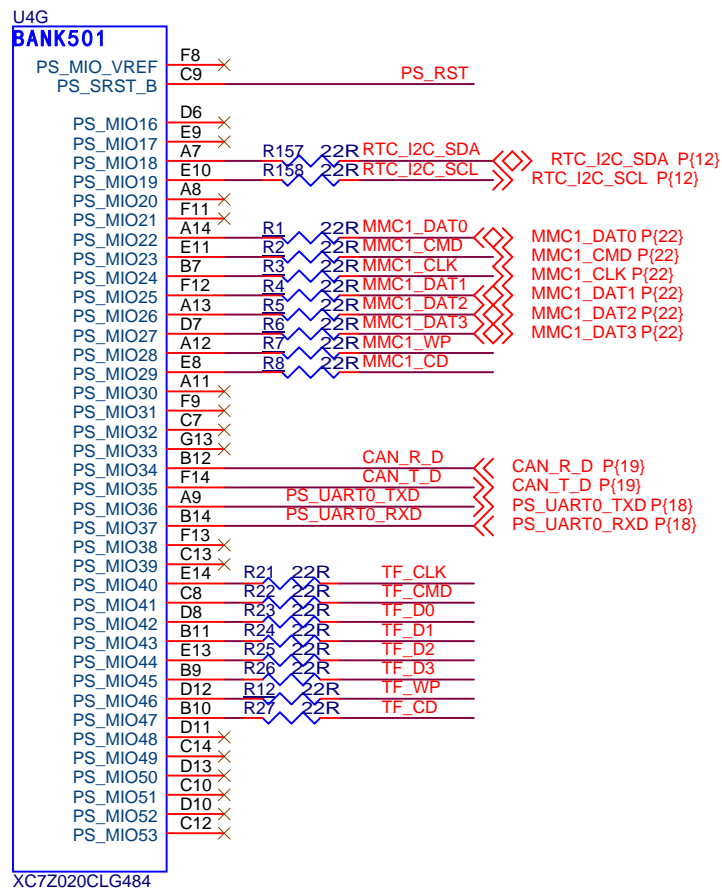 U4G
BANK501
PS_MIO_VREF F8
PS_SRST_B C9 PS_RST
PS_MIO16 D6
PS_MIO17 E9
PS_MIO18 A7 R157 22R RTC_I2C_SDA RTC_I2C_SDA P{12}
PS_MIO19 E10 R158 22R RTC_I2C_SCL RTC_I2C_SCL P{12}
PS_MIO20 A8
PS_MIO21 F11
PS_MIO22 A14 R1 22R MMC1_DAT0 MMC1_DAT0 P{22}
PS_MIO23 E11 R2 22R MMC1_CMD MMC1_CMD P{22}
PS_MIO24 B7 R3 22R MMC1_CLK MMC1_CLK P{22}
PS_MIO25 F12 R4 22R MMC1_DAT1 MMC1_DAT1 P{22}
PS_MIO26 A13 R5 22R MMC1_DAT2 MMC1_DAT2 P{22}
PS_MIO27 D7 R6 22R MMC1_DAT3 MMC1_DAT3 P{22}
PS_MIO28 A12 R7 22R MMC1_WP
PS_MIO29 E8 R8 22R MMC1_CD
PS_MIO30 A11
PS_MIO31 F9
PS_MIO32 C7
PS_MIO33 G13
PS_MIO34 B12 CAN_R_D CAN_R_D P{19}
PS_MIO35 F14 CAN_T_D CAN_T_D P{19}
PS_MIO36 A9 PS_UART0_TXD PS_UART0_TXD P{18}
PS_MIO37 B14 PS_UART0_RXD PS_UART0_RXD P{18}
PS_MIO38 F13
PS_MIO39 C13
PS_MIO40 E14 R21 22R TF_CLK
PS_MIO41 C8 R22 22R TF_CMD
PS_MIO42 D8 R23 22R TF_D0
PS_MIO43 B11 R24 22R TF_D1
PS_MIO44 E13 R25 22R TF_D2
PS_MIO45 B9 R26 22R TF_D3
PS_MIO46 D12 R12 22R TF_WP
PS_MIO47 B10 R27 22R TF_CD
PS_MIO48 D11
PS_MIO49 C14
PS_MIO50 D13
PS_MIO51 C10
PS_MIO52 D10
PS_MIO53 C12
XC7Z020CLG484